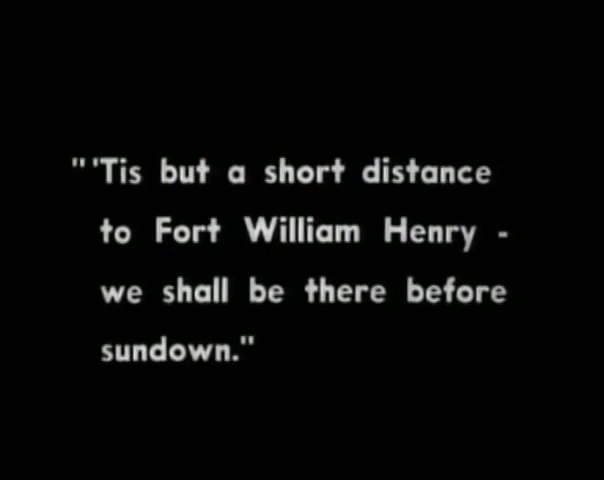 "'Tis but a short distance
to Fort William Henry -
we shall be there before
sundown."